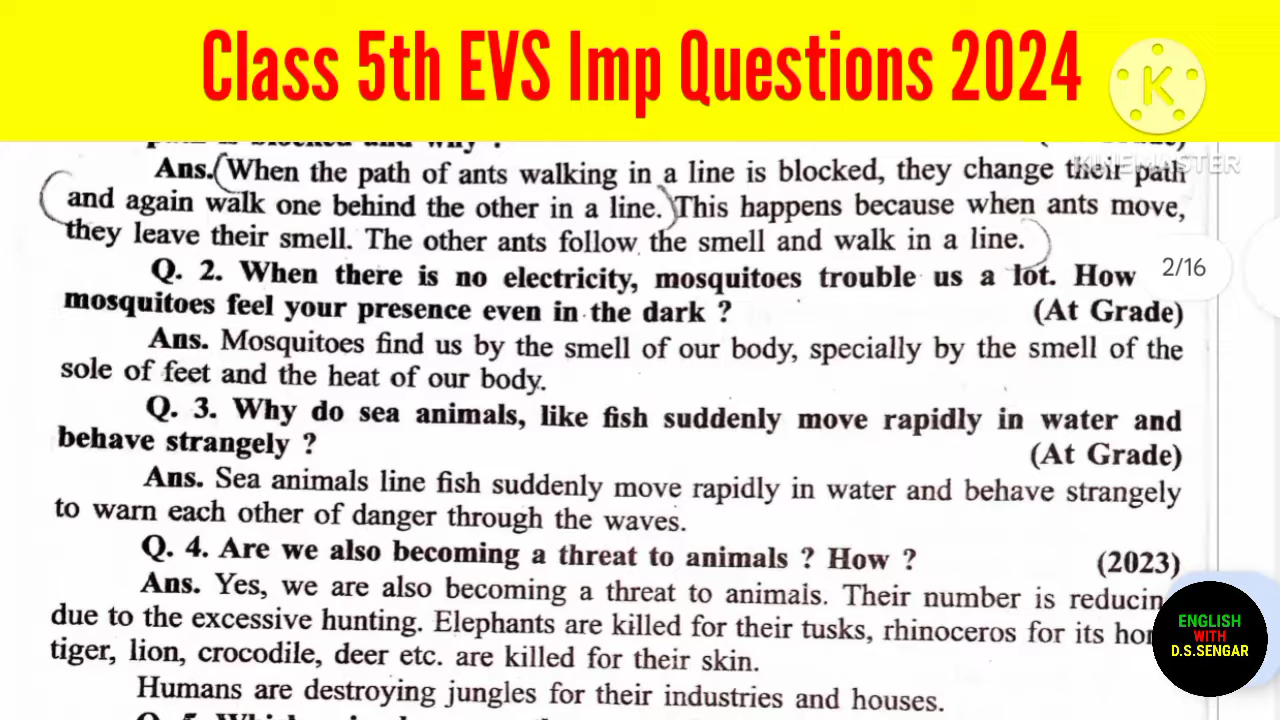 Class 5th EVS Imp Questions 2024
K
KINEMASTER
path is blocked and why ?
Grade)
Ans. When the path of ants walking in a line is blocked, they change their path
and again walk one behind the other in a line. This happens because when ants move,
they leave their smell. The other ants follow the smell and walk in a line.
2/16
Q. 2. When there is no electricity, mosquitoes trouble us a lot. How
mosquitoes feel your presence even in the dark ? (At Grade)
Ans. Mosquitoes find us by the smell of our body, specially by the smell of the
sole of feet and the heat of our body.
Q. 3. Why do sea animals, like fish suddenly move rapidly in water and
behave strangely ? (At Grade)
Ans. Sea animals line fish suddenly move rapidly in water and behave strangely
to warn each other of danger through the waves.
Q. 4. Are we also becoming a threat to animals ? How ? (2023)
Ans. Yes, we are also becoming a threat to animals. Their number is reducin
due to the excessive hunting. Elephants are killed for their tusks, rhinoceros for its hor
tiger, lion, crocodile, deer etc. are killed for their skin.
Humans are destroying jungles for their industries and houses.
Q. 5. Which
ENGLISH
WITH
D.S.SENGAR